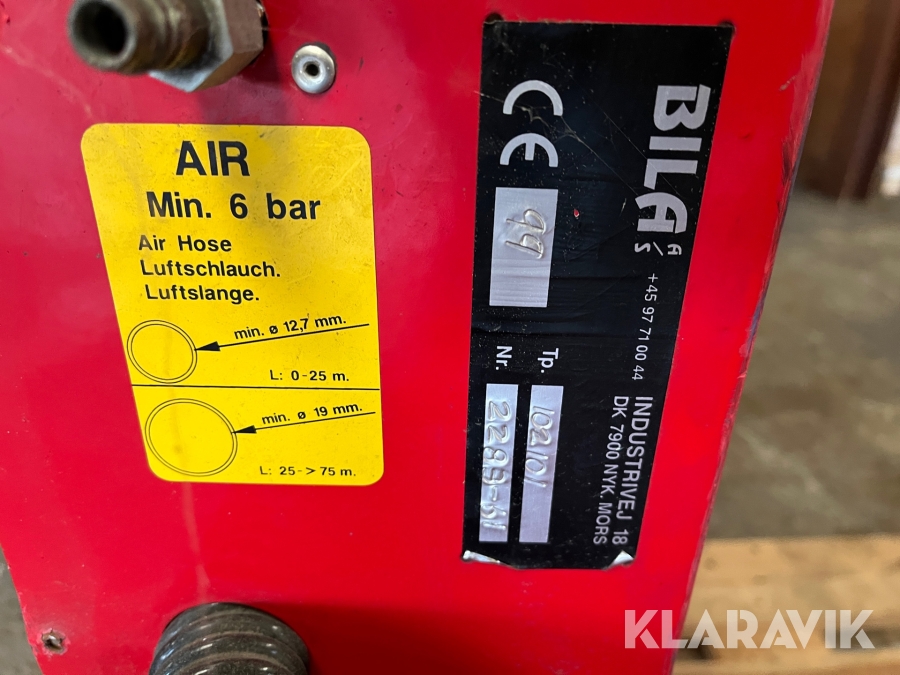 AIR
Min. 6 bar
Air Hose
Luftschlauch.
Luftslange.
min. ø 12,7 mm.
L: 0-25 m.
min. ø 19 mm.
L: 25-> 75 m.
BILA A/S
+45 97 71 00 44
INDUSTRIVEJ 18
DK 7900 NYK. MORS
CE
99
Tp. 102101
Nr. 2289-61
KLARAVIK